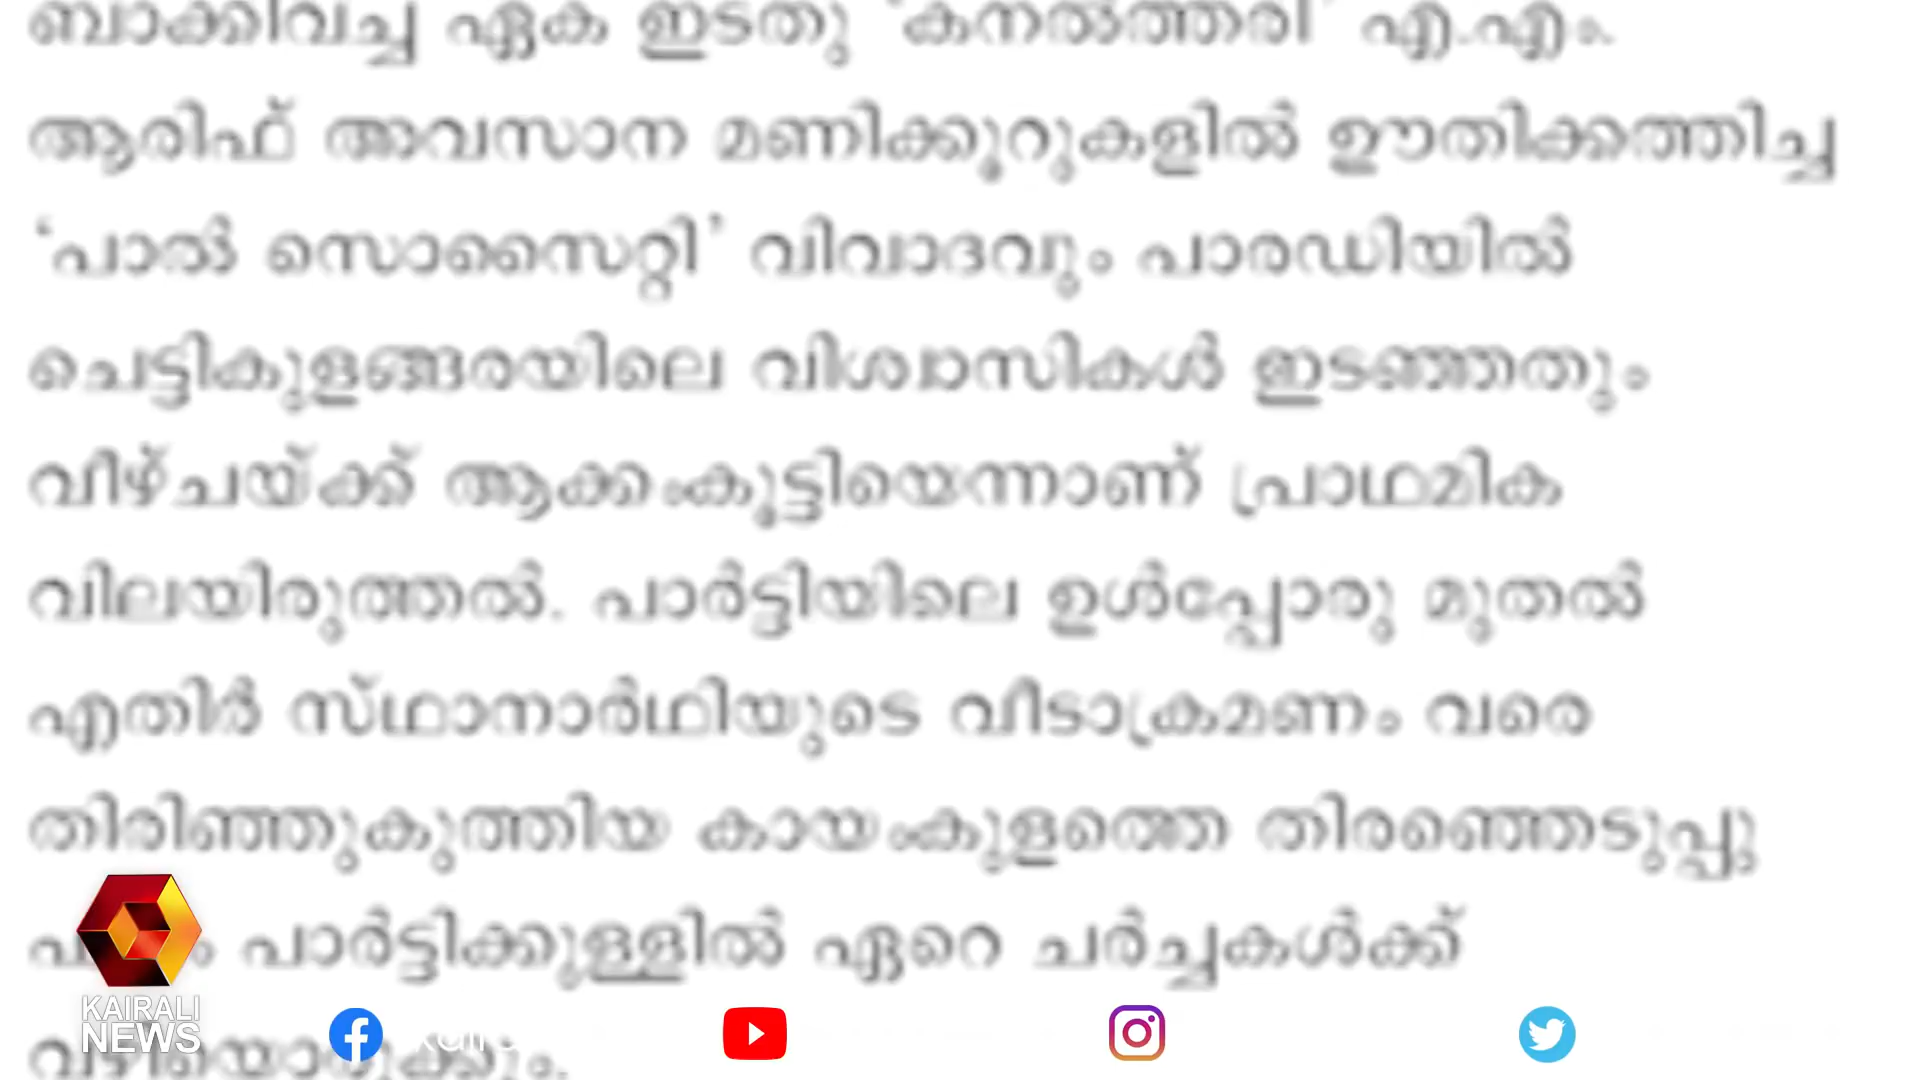 ബാക്കിവച്ച ഏക ഇടതു ‘കനൽത്തരി’ എ.എം.
ആരിഫ് അവസാന മണിക്കൂറുകളിൽ ഊതിക്കത്തിച്ച
‘പാൽ സൊസൈറ്റി’ വിവാദവും പാരഡിയിൽ
ചെട്ടികുളങ്ങരയിലെ വിശ്വാസികൾ ഇടഞ്ഞതും
വീഴ്ചയ്ക്ക് ആക്കംകൂട്ടിയെന്നാണ് പ്രാഥമിക
വിലയിരുത്തൽ. പാർട്ടിയിലെ ഉൾപ്പോരു മുതൽ
എതിർ സ്ഥാനാർഥിയുടെ വീടാക്രമണം വരെ
തിരിഞ്ഞുകുത്തിയ കായംകുളത്തെ തിരഞ്ഞെടുപ്പു
പാർട്ടിക്കുള്ളിൽ ഏറെ ചർച്ചകൾക്ക്
KAIRALI
NEWS